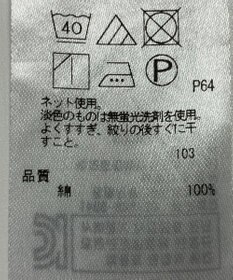 40
P
P64
ネット使用。
淡色のものは無蛍光洗剤を使用。
よくすすぎ、絞りの後すぐに干
すこと。
103
品質
綿 100%